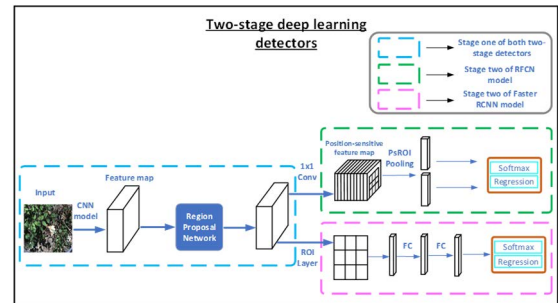 Two-stage deep learning
detectors
Stage one of both two-
stage detectors
Stage two of RFCN
model
Stage two of Faster
RCNN model
Position-sensitive
feature map
PsROI
Pooling
1x1
Conv
Softmax
Regression
Feature map
Input
CNN
model
Region
Proposal
Network
ROI
Layer
FC
FC
Softmax
Regression